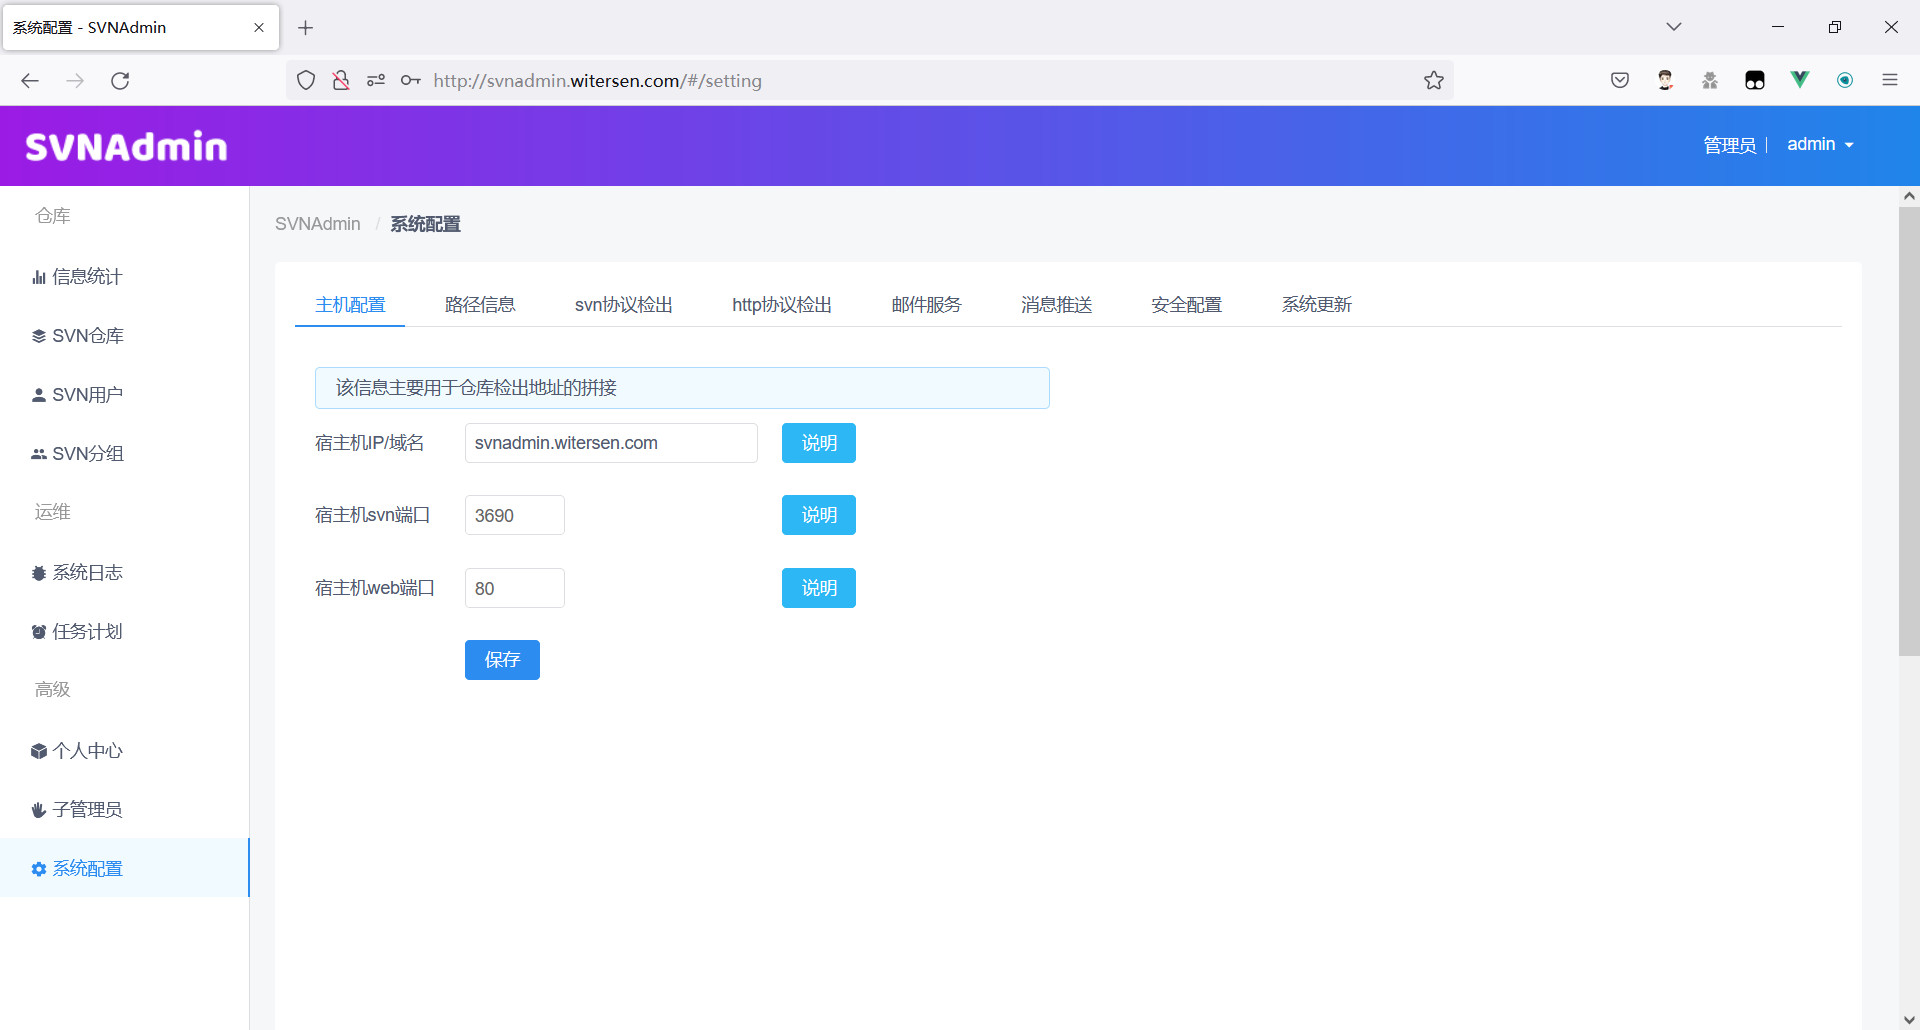 系统配置 - SVNAdmin
http://svnadmin.witersen.com/#/setting
SVNAdmin
管理员 | admin
仓库
信息统计
SVN仓库
SVN用户
SVN分组
运维
系统日志
任务计划
高级
个人中心
子管理员
系统配置
SVNAdmin / 系统配置
主机配置 路径信息 svn协议检出 http协议检出 邮件服务 消息推送 安全配置 系统更新
该信息主要用于仓库检出地址的拼接
宿主机IP/域名 svnadmin.witersen.com 说明
宿主机svn端口 3690 说明
宿主机web端口 80 说明
保存